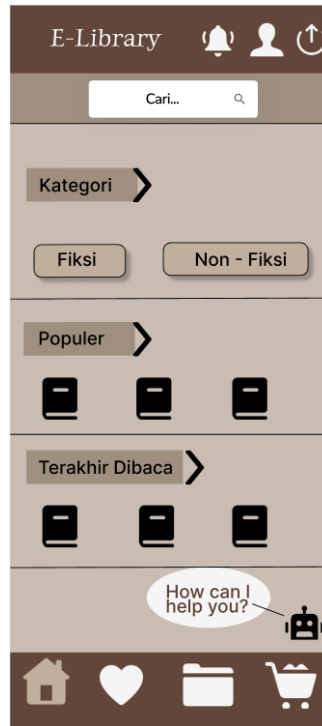 E-Library
Cari...
Kategori
Fiksi
Non - Fiksi
Populer
Terakhir Dibaca
How can I
help you?